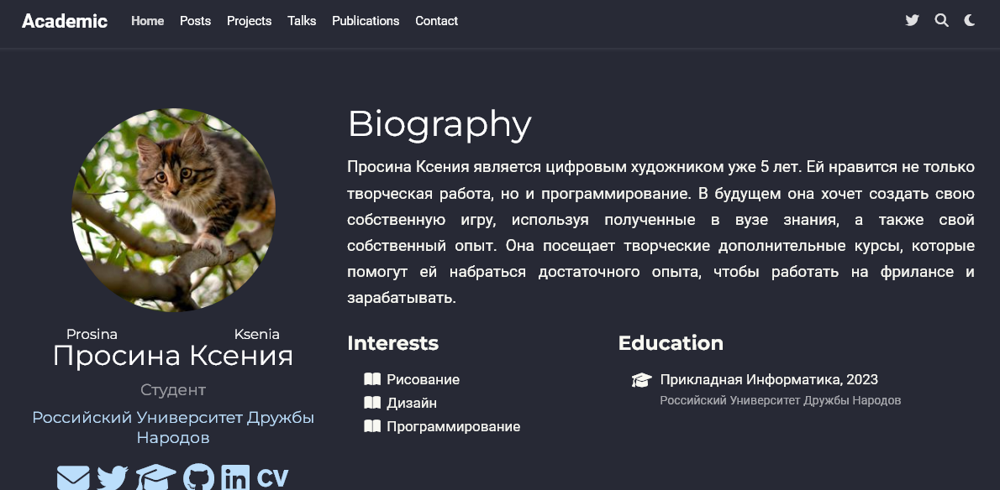 Academic Home Posts Projects Talks Publications Contact
Biography
Просина Ксения является цифровым художником уже 5 лет. Ей нравится не только
творческая работа, но и программирование. В будущем она хочет создать свою
собственную игру, используя полученные в вузе знания, а также свой
собственный опыт. Она посещает творческие дополнительные курсы, которые
помогут ей набраться достаточного опыта, чтобы работать на фрилансе и
зарабатывать.
Prosina Ksenia
Просина Ксения
Студент
Российский Университет Дружбы
Народов
CV
Interests
Рисование
Дизайн
Программирование
Education
Прикладная Информатика, 2023
Российский Университет Дружбы Народов